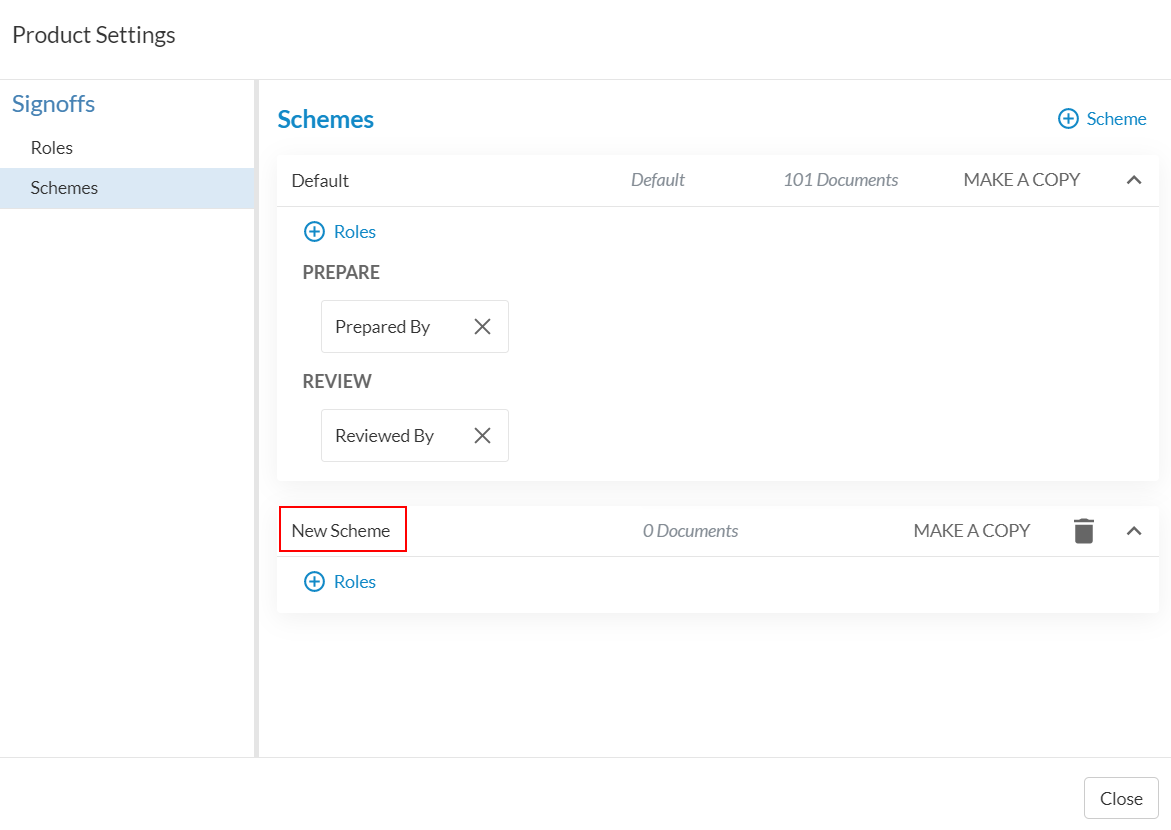 Product Settings
Signoffs
Roles
Schemes
Schemes
Scheme
Default Default 101 Documents MAKE A COPY
Roles
PREPARE
Prepared By
REVIEW
Reviewed By
New Scheme 0 Documents MAKE A COPY
Roles
Close